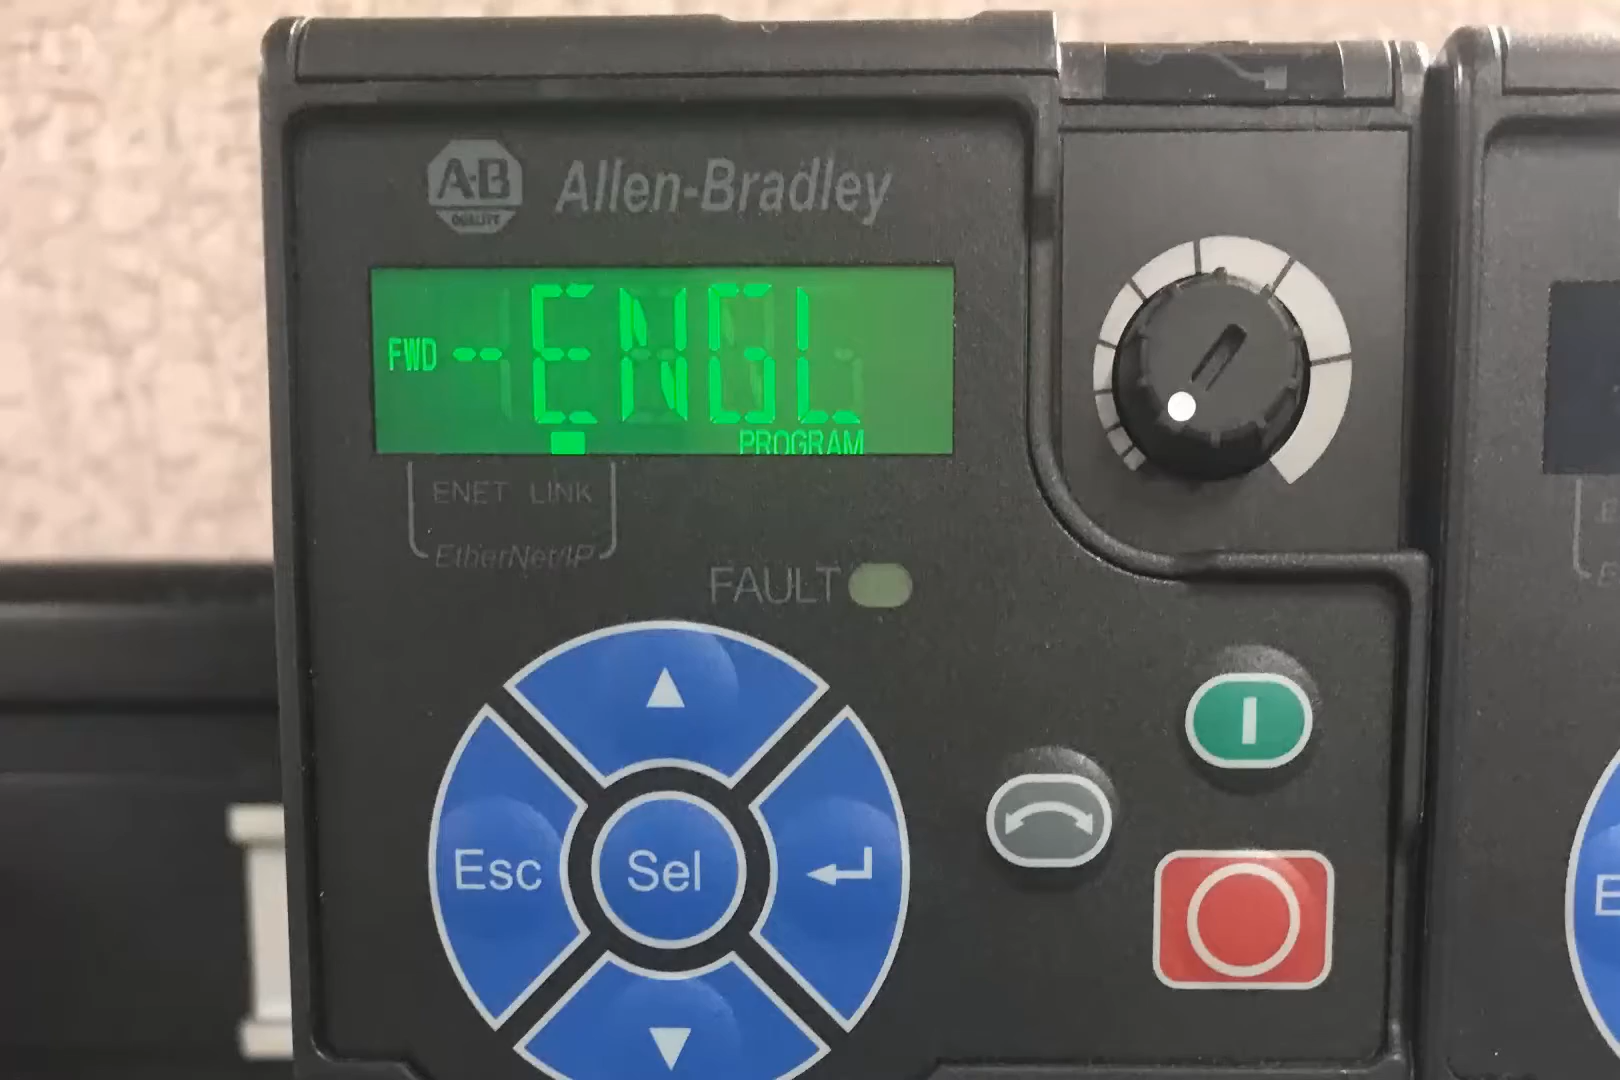 A·B
QUALITY
Allen-Bradley
FWD --ENGL
PROGRAM
ENET LINK
EtherNet/IP
FAULT
Esc
Sel